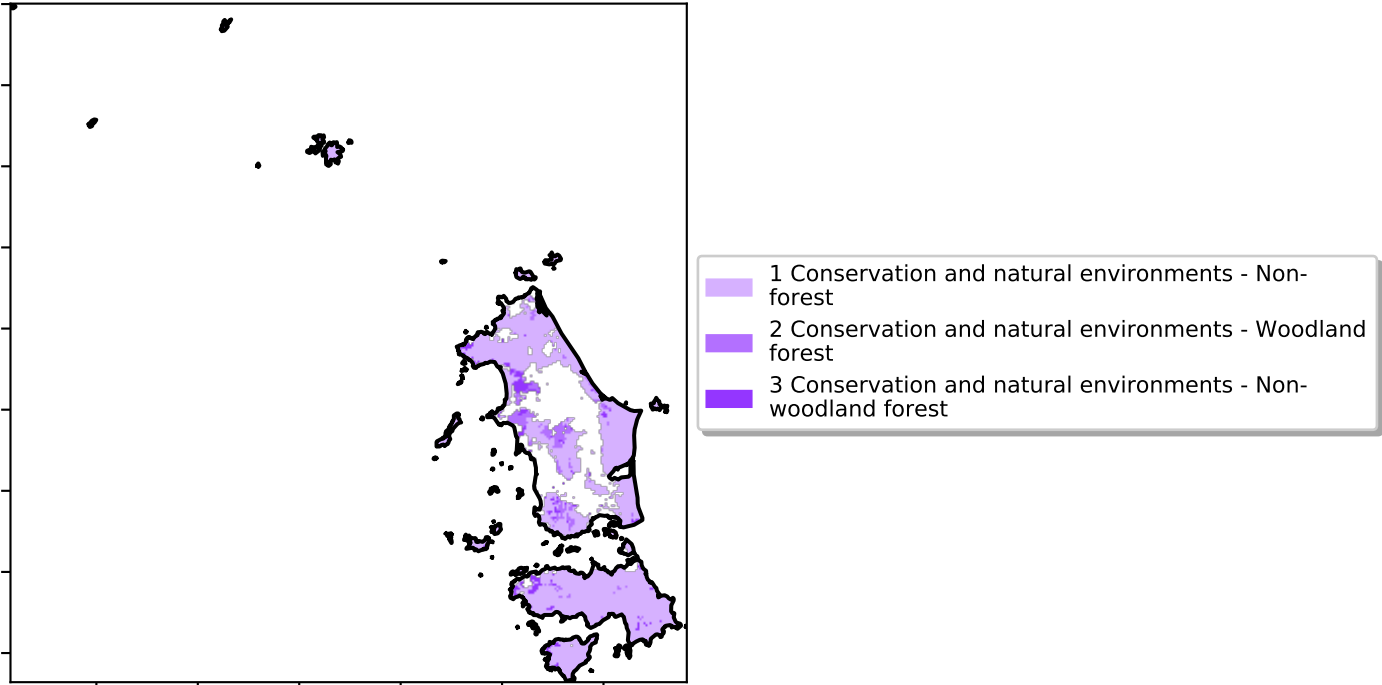 1 Conservation and natural environments - Non-
forest
2 Conservation and natural environments - Woodland
forest
3 Conservation and natural environments - Non-
woodland forest